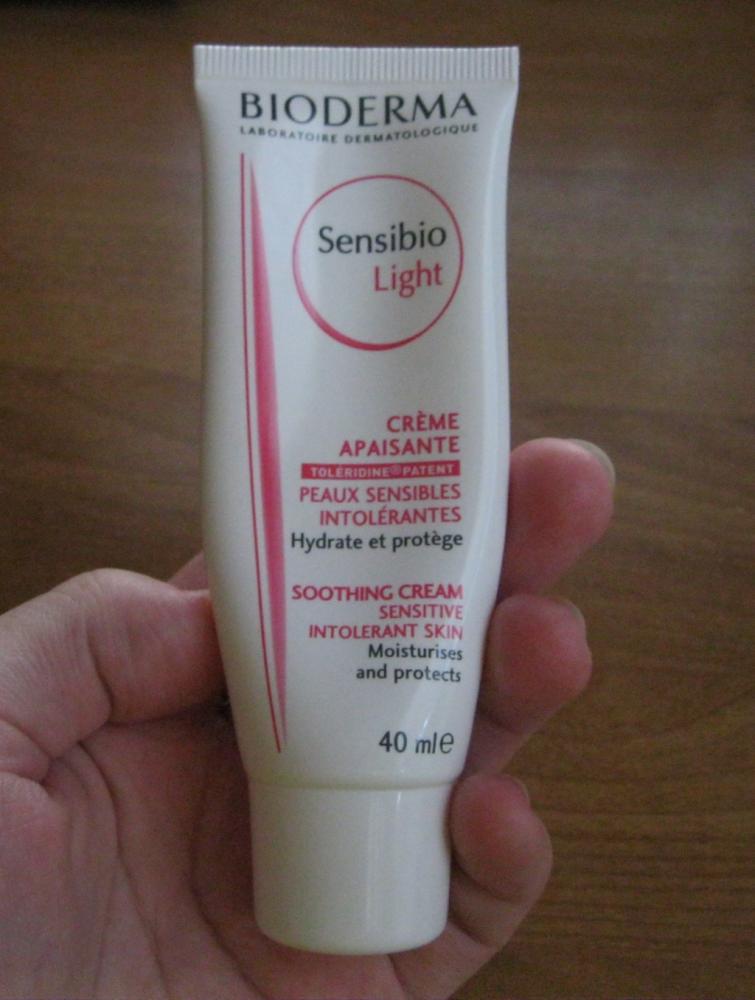 BIODERMA
LABORATOIRE DERMATOLOGIQUE
Sensibio
Light
CRÈME
APAISANTE
TOLÉRIDINE®PATENT
PEAUX SENSIBLES
INTOLÉRANTES
Hydrate et protège
SOOTHING CREAM
SENSITIVE
INTOLERANT SKIN
Moisturises
and protects
40 ml℮